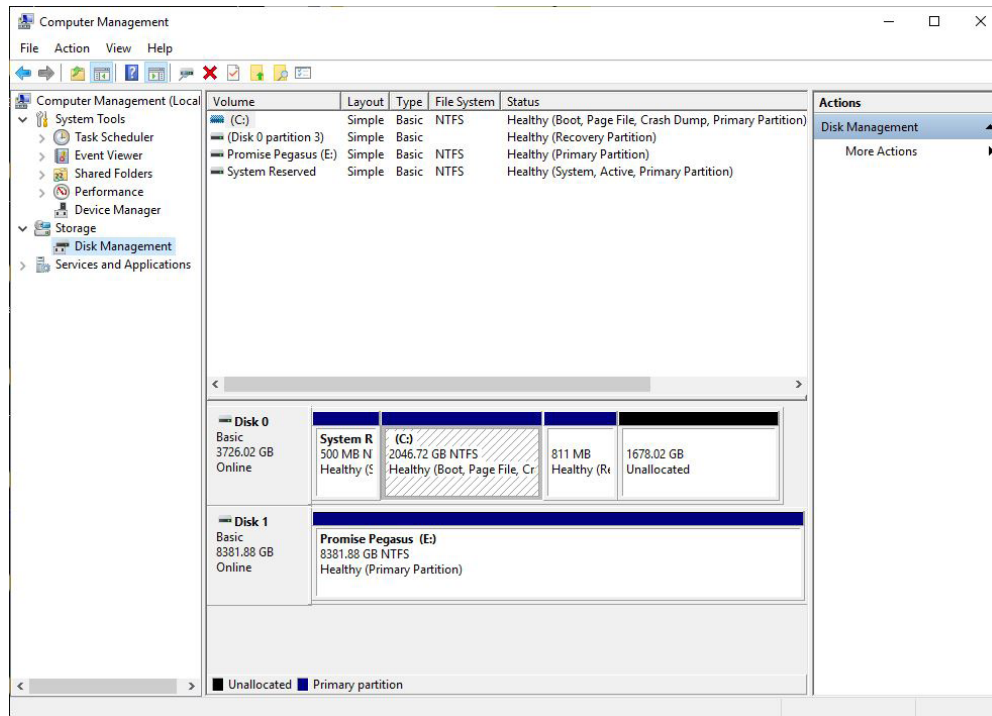 Computer Management
File Action View Help
Computer Management (Local
System Tools
Task Scheduler
Event Viewer
Shared Folders
Performance
Device Manager
Storage
Disk Management
Services and Applications
Volume Layout Type File System Status
(C:) Simple Basic NTFS Healthy (Boot, Page File, Crash Dump, Primary Partition)
(Disk 0 partition 3) Simple Basic Healthy (Recovery Partition)
Promise Pegasus (E:) Simple Basic NTFS Healthy (Primary Partition)
System Reserved Simple Basic NTFS Healthy (System, Active, Primary Partition)
Disk 0
Basic
3726.02 GB
Online
System R
500 MB N
Healthy (S
(C:)
2046.72 GB NTFS
Healthy (Boot, Page File, Cr
811 MB
Healthy (Re
1678.02 GB
Unallocated
Disk 1
Basic
8381.88 GB
Online
Promise Pegasus (E:)
8381.88 GB NTFS
Healthy (Primary Partition)
Unallocated Primary partition
Actions
Disk Management
More Actions